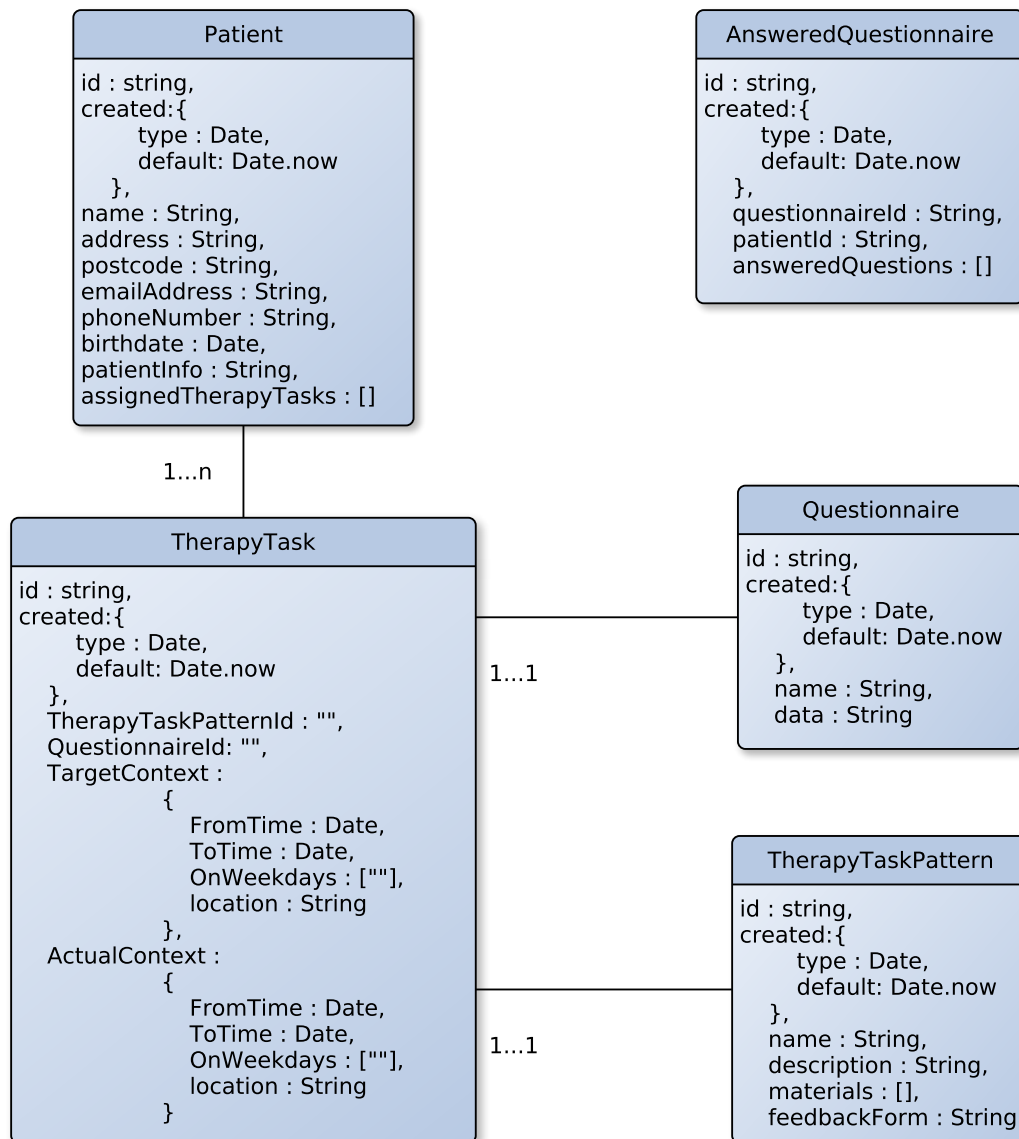 Patient
id : string,
created:{
type : Date,
default: Date.now
},
name : String,
address : String,
postcode : String,
emailAddress : String,
phoneNumber : String,
birthdate : Date,
patientInfo : String,
assignedTherapyTasks : []
AnsweredQuestionnaire
id : string,
created:{
type : Date,
default: Date.now
},
questionnaireId : String,
patientId : String,
answeredQuestions : []
1...n
TherapyTask
id : string,
created:{
type : Date,
default: Date.now
},
TherapyTaskPatternId : "",
QuestionnaireId: "",
TargetContext :
{
FromTime : Date,
ToTime : Date,
OnWeekdays : [""],
location : String
},
ActualContext :
{
FromTime : Date,
ToTime : Date,
OnWeekdays : [""],
location : String
}
1...1
Questionnaire
id : string,
created:{
type : Date,
default: Date.now
},
name : String,
data : String
1...1
TherapyTaskPattern
id : string,
created:{
type : Date,
default: Date.now
},
name : String,
description : String,
materials : [],
feedbackForm : String